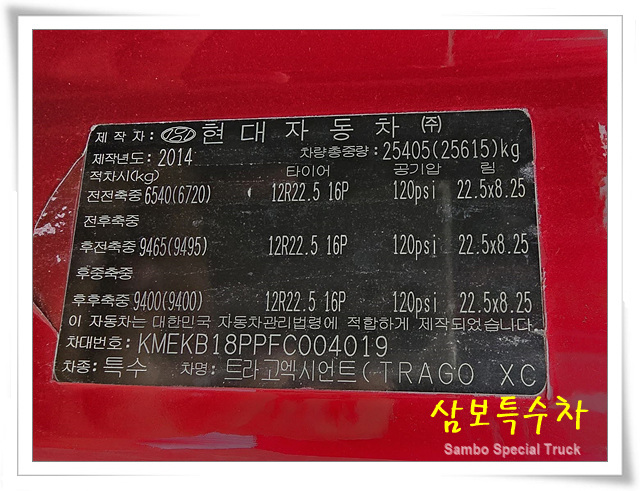 제작자: 현대자동차 ㈜
제작년도: 2014 차량총중량: 25405(25615)kg
적차시(kg) 타이어 공기압 림
전전축중 6540(6720) 12R22.5 16P 120psi 22.5x8.25
전후축중
후전축중 9465(9495) 12R22.5 16P 120psi 22.5x8.25
후중축중
후후축중 9400(9400) 12R22.5 16P 120psi 22.5x8.25
이 자동차는 대한민국 자동차관리법령에 적합하게 제작되었습니다.
차대번호: KMEKB18PPFC004019
차종: 특수 차명: 트라고엑시언트(TRAGO XC
삼보특수차
Sambo Special Truck